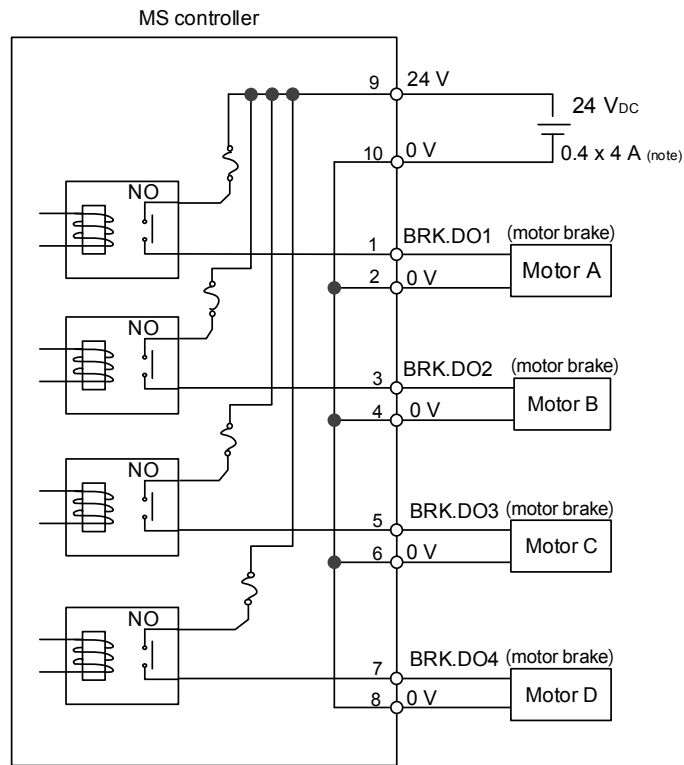 MS controller
9 24 V
24 VDC
10 0 V
0.4 x 4 A (note)
NO
1 BRK.DO1 (motor brake)
Motor A
2 0 V
NO
3 BRK.DO2 (motor brake)
Motor B
4 0 V
NO
5 BRK.DO3 (motor brake)
Motor C
6 0 V
NO
7 BRK.DO4 (motor brake)
Motor D
8 0 V